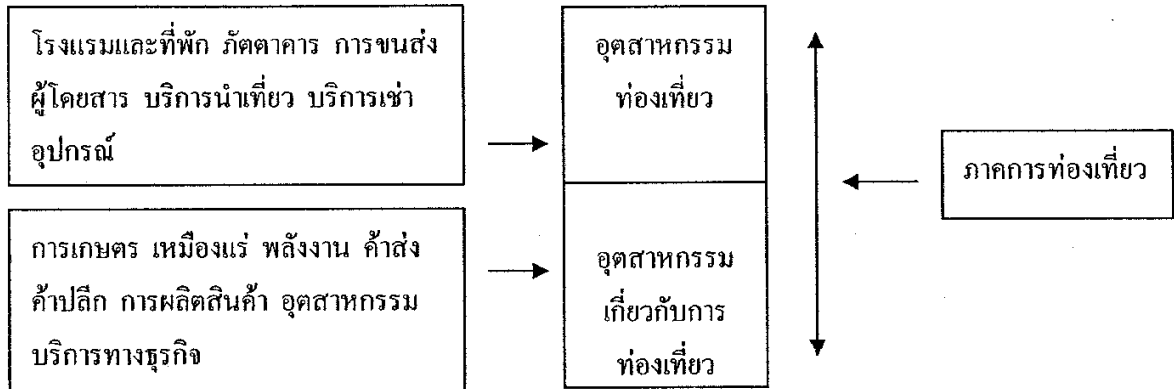 โรงแรมและที่พัก ภัตตาคาร การขนส่ง
ผู้โดยสาร บริการนำเที่ยว บริการเช่า
อุปกรณ์
อุตสาหกรรม
ท่องเที่ยว
ภาคการท่องเที่ยว
การเกษตร เหมืองแร่ พลังงาน ค้าส่ง
ค้าปลีก การผลิตสินค้า อุตสาหกรรม
บริการทางธุรกิจ
อุตสาหกรรม
เกี่ยวกับการ
ท่องเที่ยว